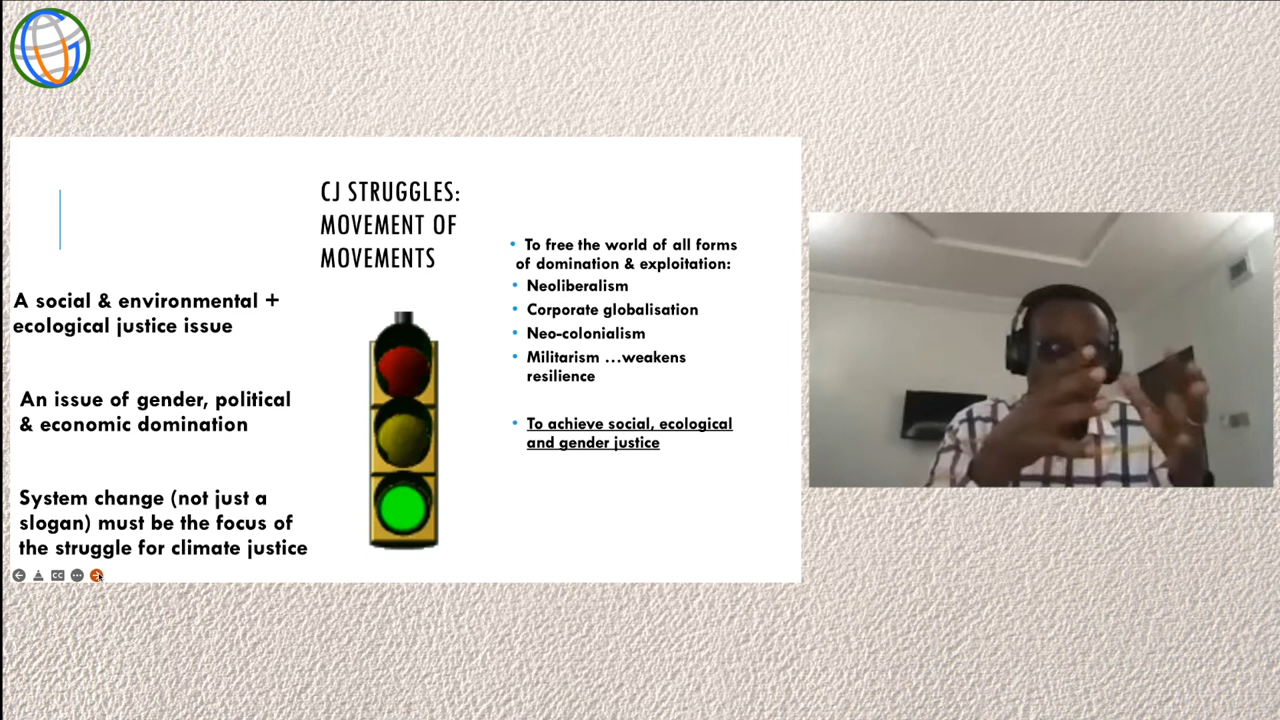 CJ STRUGGLES:
MOVEMENT OF
MOVEMENTS
A social & environmental +
ecological justice issue
An issue of gender, political
& economic domination
System change (not just a
slogan) must be the focus of
the struggle for climate justice
• To free the world of all forms
of domination & exploitation:
• Neoliberalism
• Corporate globalisation
• Neo-colonialism
• Militarism …weakens
resilience
• To achieve social, ecological
and gender justice
CC